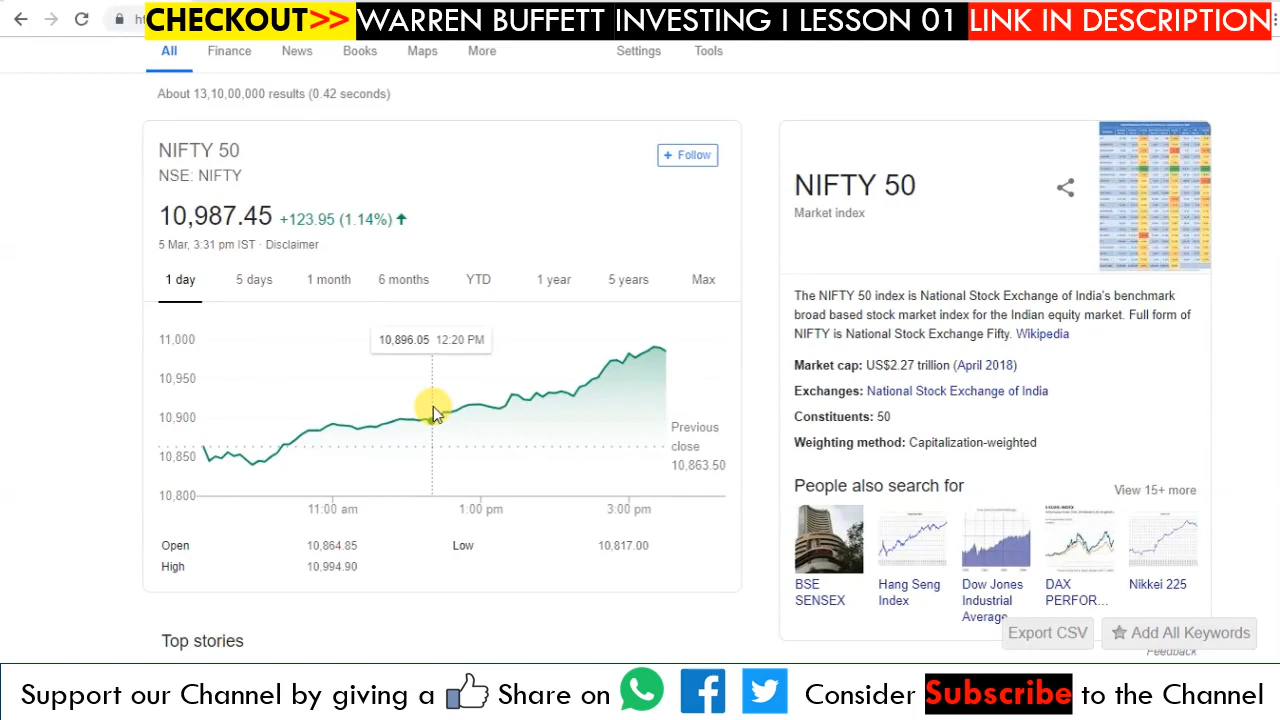 CHECKOUT>> WARREN BUFFETT INVESTING I LESSON 01 LINK IN DESCRIPTION
All Finance News Books Maps More Settings Tools
About 13,10,00,000 results (0.42 seconds)
NIFTY 50
NSE: NIFTY
+ Follow
10,987.45 +123.95 (1.14%)
5 Mar, 3:31 pm IST · Disclaimer
1 day 5 days 1 month 6 months YTD 1 year 5 years Max
10,896.05 12:20 PM
11,000
10,950
10,900
10,850
10,800
Previous
close
10,863.50
11:00 am 1:00 pm 3:00 pm
Open 10,864.85 Low 10,817.00
High 10,994.90
Top stories
NIFTY 50
Market index
The NIFTY 50 index is National Stock Exchange of India's benchmark
broad based stock market index for the Indian equity market. Full form of
NIFTY is National Stock Exchange Fifty. Wikipedia
Market cap: US$2.27 trillion (April 2018)
Exchanges: National Stock Exchange of India
Constituents: 50
Weighting method: Capitalization-weighted
People also search for View 15+ more
BSE
SENSEX
Hang Seng
Index
Dow Jones
Industrial
Average
DAX
PERFOR...
Nikkei 225
Export CSV Add All Keywords
Feedback
Support our Channel by giving a Share on Consider Subscribe to the Channel